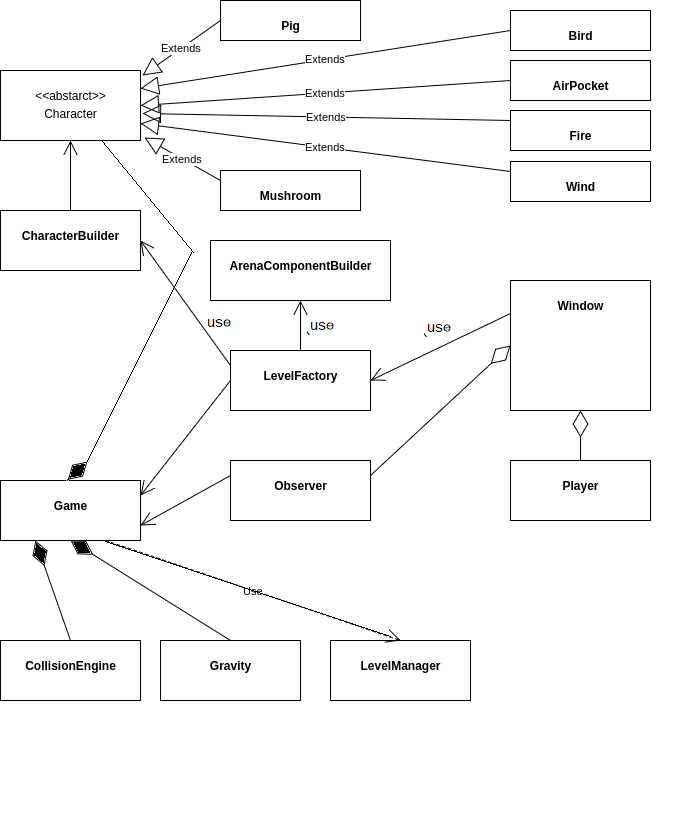 Pig
Extends
Bird
Extends
<<abstarct>>
Character
Extends
AirPocket
Extends
Fire
Extends
Extends
Mushroom
Wind
CharacterBuilder
ArenaComponentBuilder
Window
use
use
use
LevelFactory
Game
Observer
Player
Use
CollisionEngine
Gravity
LevelManager